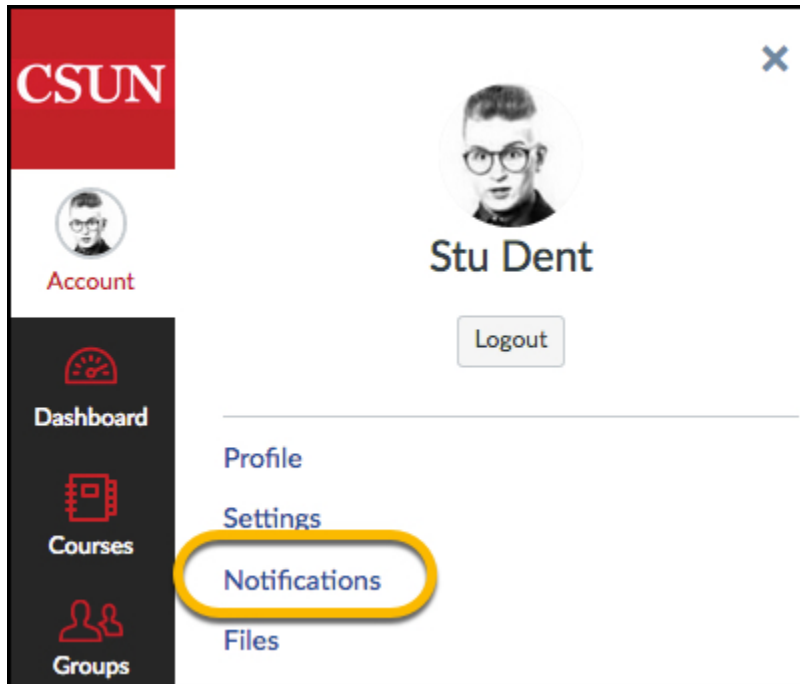 CSUN
Account
Dashboard
Courses
Groups
Stu Dent
Logout
Profile
Settings
Notifications
Files